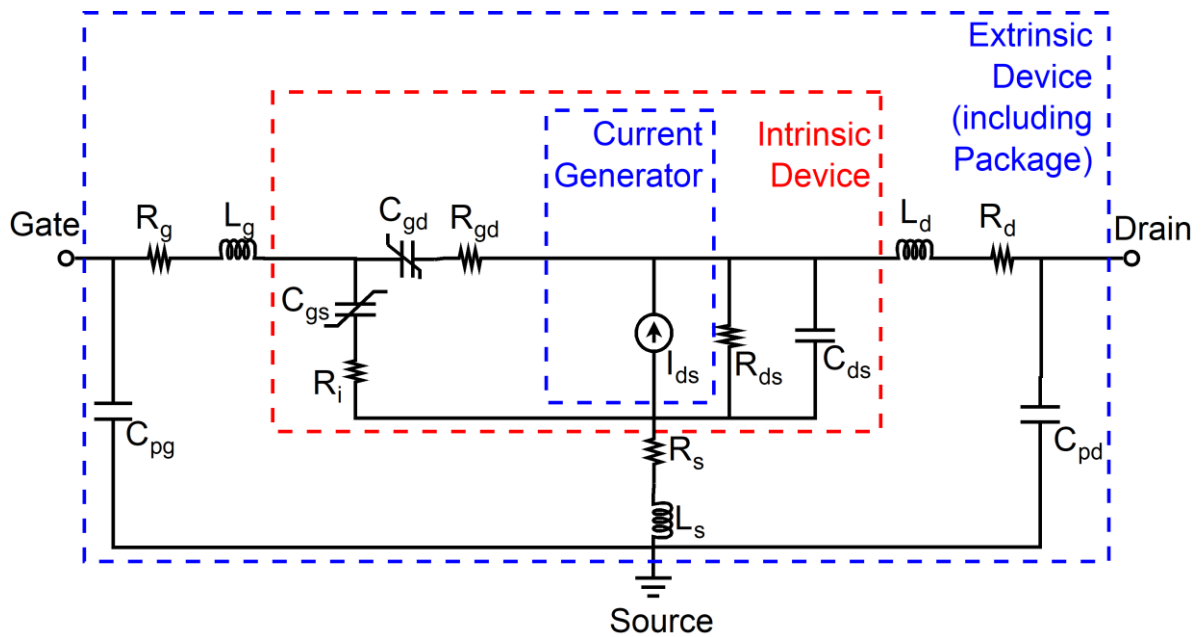 Extrinsic
Device
(including
Package)
Current
Generator
Intrinsic
Device
Gate
R_g
L_g
C_gd
R_gd
L_d
R_d
Drain
C_gs
R_i
I_ds
R_ds
C_ds
C_pg
R_s
C_pd
L_s
Source